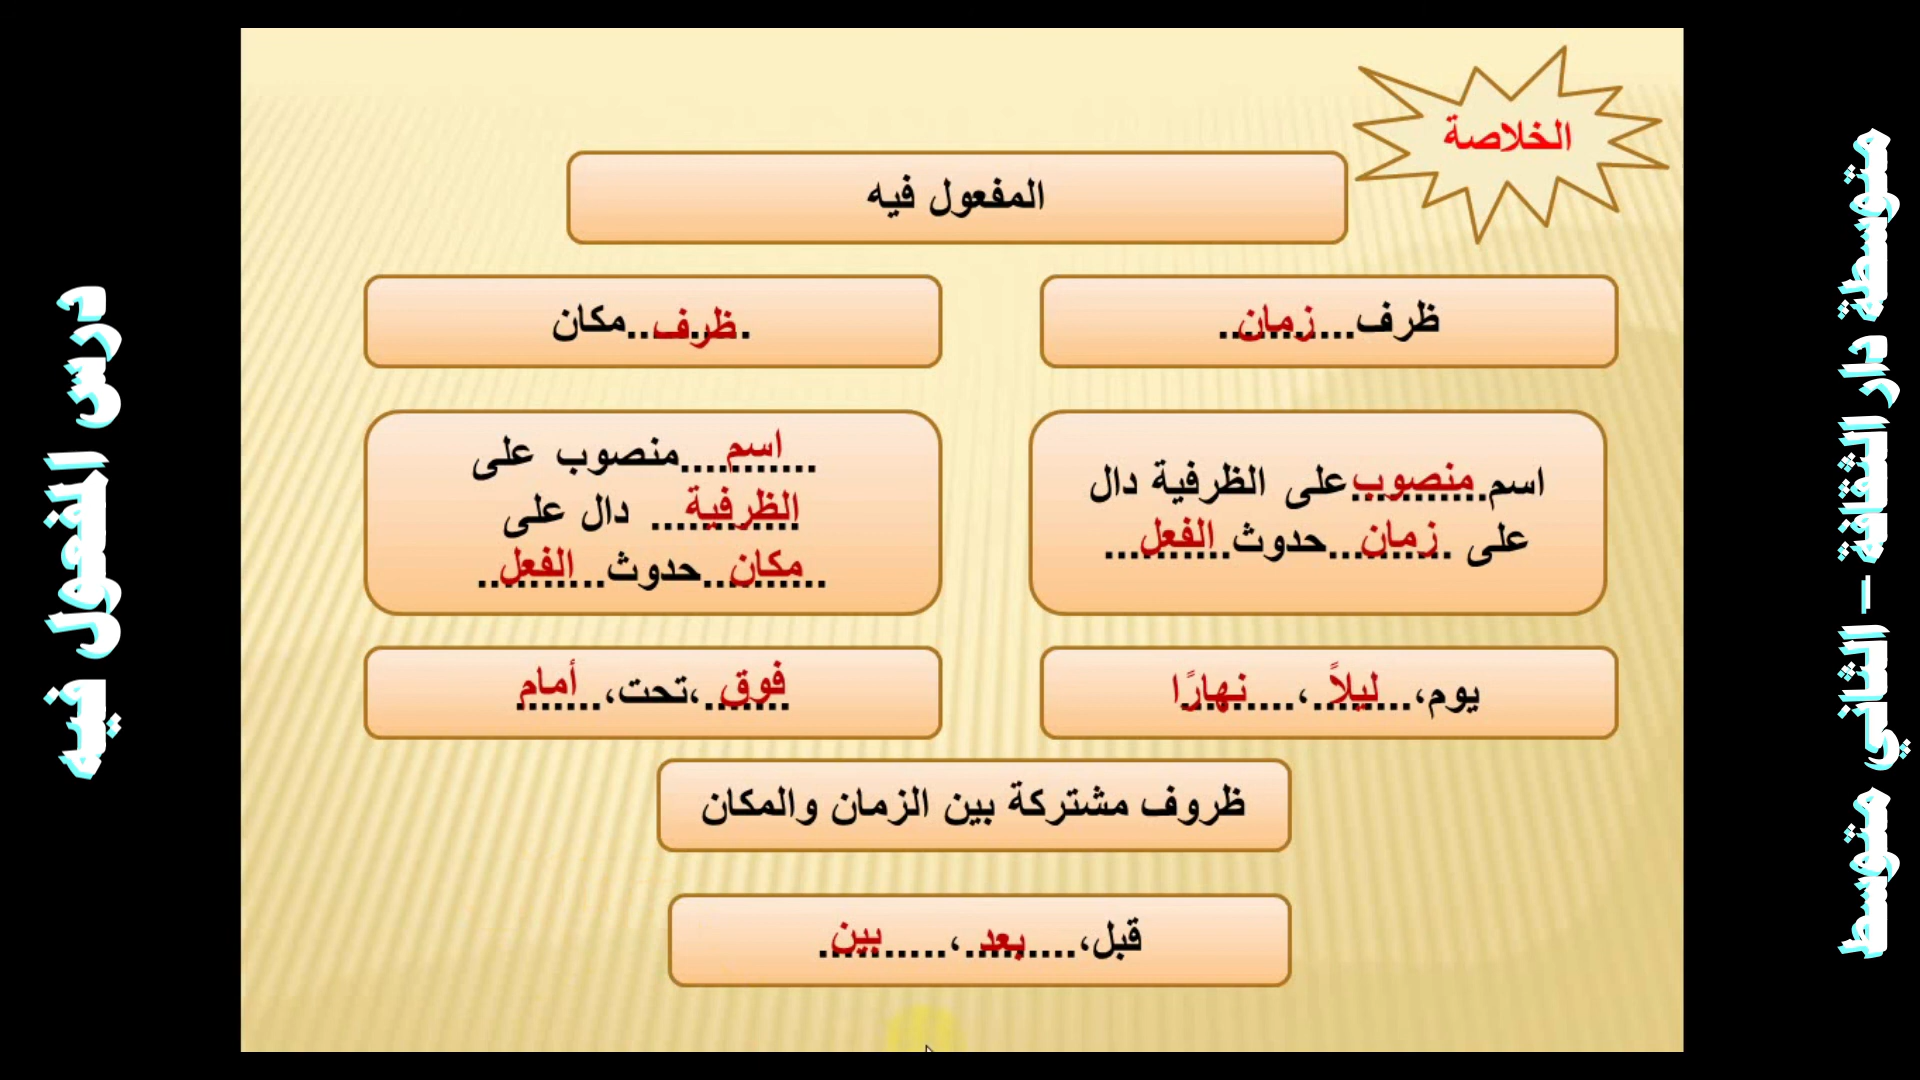 الخلاصة
المفعول فيه
ظرف...زمان...
...ظرف...مكان
اسم...منصوب...على الظرفية دال
على ...زمان...حدوث...الفعل...
...اسم...منصوب على
...الظرفية... دال على
...مكان...حدوث...الفعل...
يوم،...ليلاً...،...نهارًا...
...فوق...،تحت،...أمام...
ظروف مشتركة بين الزمان والمكان
قبل،...بعد...،...بين...
متوسطة دار الثقافة – الثاني متوسط
درس المفعول فيه